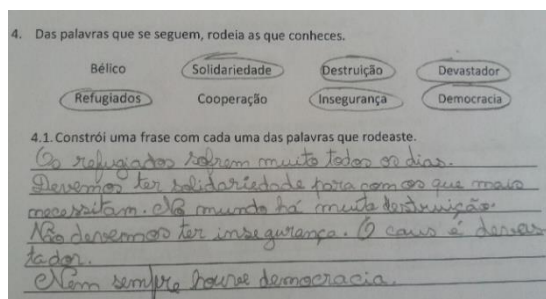 4. Das palavras que se seguem, rodeia as que conheces.
Bélico Solidariedade Destruição Devastador
Refugiados Cooperação Insegurança Democracia
4.1. Constrói uma frase com cada uma das palavras que rodeaste.
Os refugiados sofrem muito todos os dias.
Devemos ter solidariedade para com os que mais
necessitam. No mundo há muita destruição.
Não devemos ter insegurança. O caus é devas
tador.
Nem sempre houve democracia.